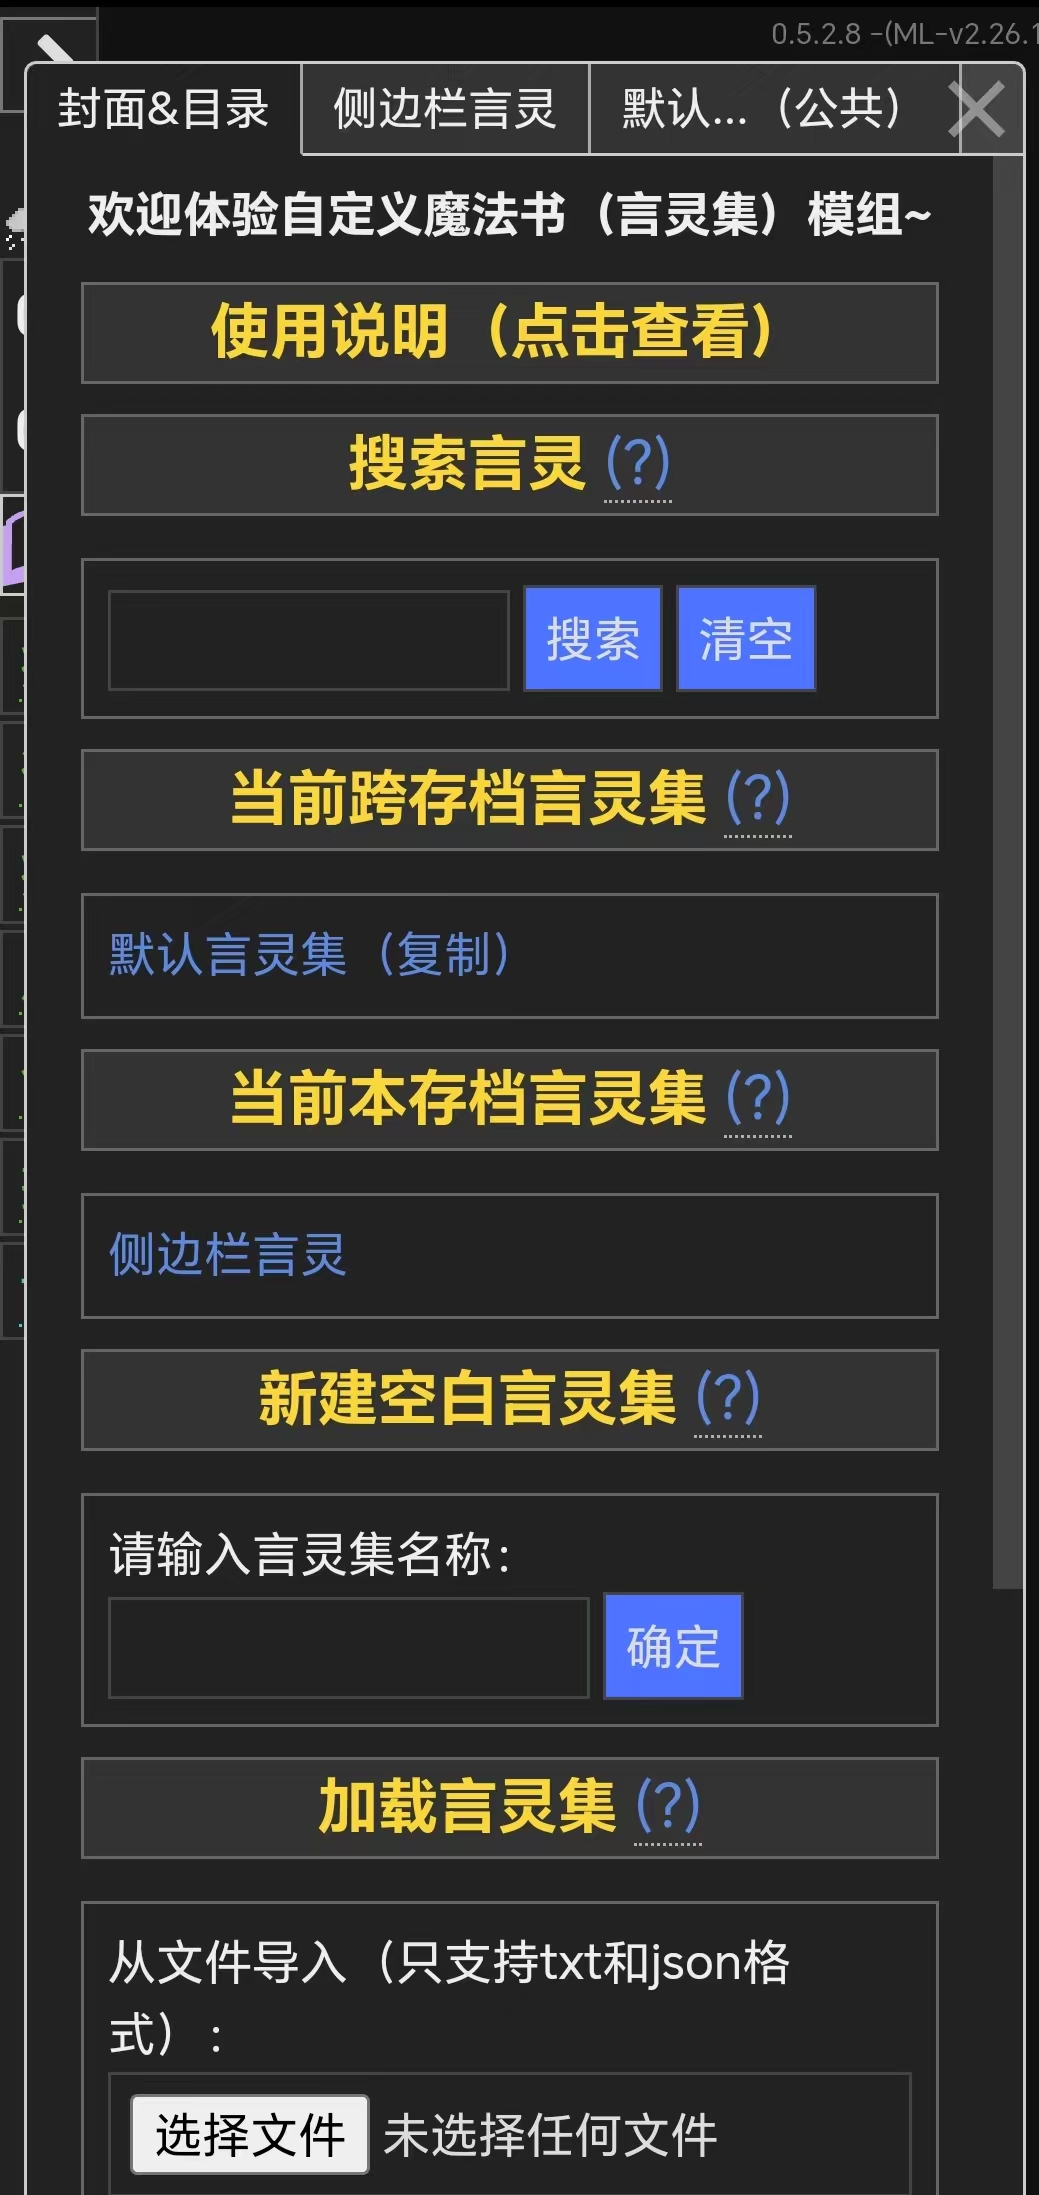 0.5.2.8 -(ML-v2.26.1
封面&目录
侧边栏言灵
默认...（公共）
欢迎体验自定义魔法书（言灵集）模组~
使用说明（点击查看）
搜索言灵 (?)
搜索
清空
当前跨存档言灵集 (?)
默认言灵集（复制）
当前本存档言灵集 (?)
侧边栏言灵
新建空白言灵集 (?)
请输入言灵集名称：
确定
加载言灵集 (?)
从文件导入（只支持txt和json格
式）：
选择文件 未选择任何文件